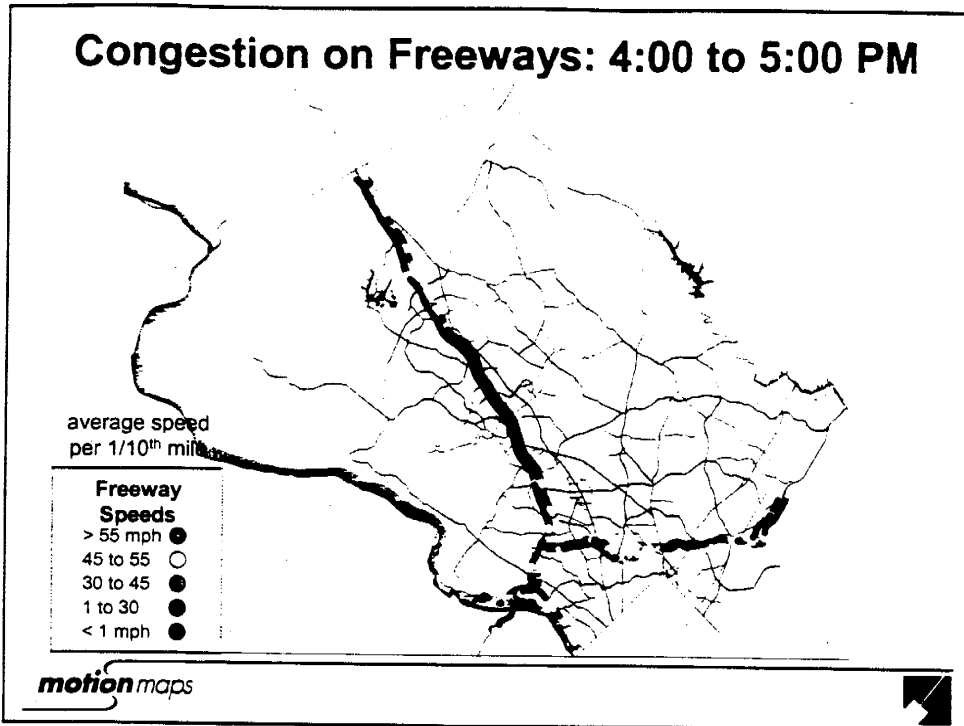 Congestion on Freeways: 4:00 to 5:00 PM
average speed
per 1/10th mile
Freeway
Speeds
> 55 mph
45 to 55
30 to 45
1 to 30
< 1 mph
motion maps